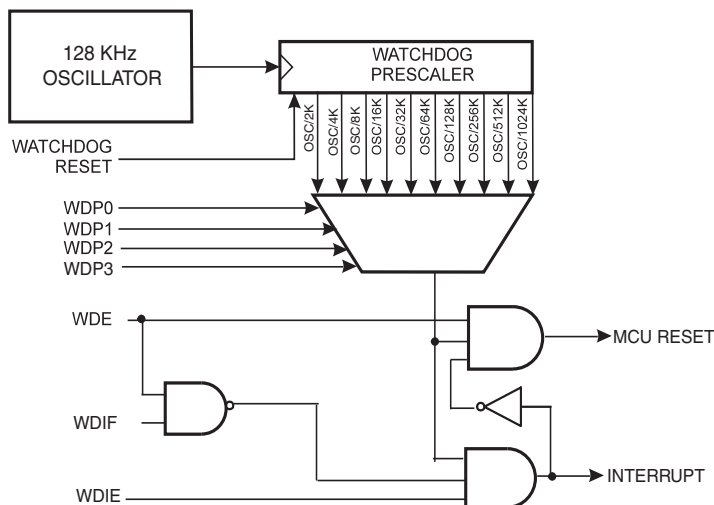 128 KHz
OSCILLATOR
WATCHDOG
PRESCALER
OSC/2K
OSC/4K
OSC/8K
OSC/16K
OSC/32K
OSC/64K
OSC/128K
OSC/256K
OSC/512K
OSC/1024K
WATCHDOG
RESET
WDP0
WDP1
WDP2
WDP3
WDE
MCU RESET
WDIF
INTERRUPT
WDIE